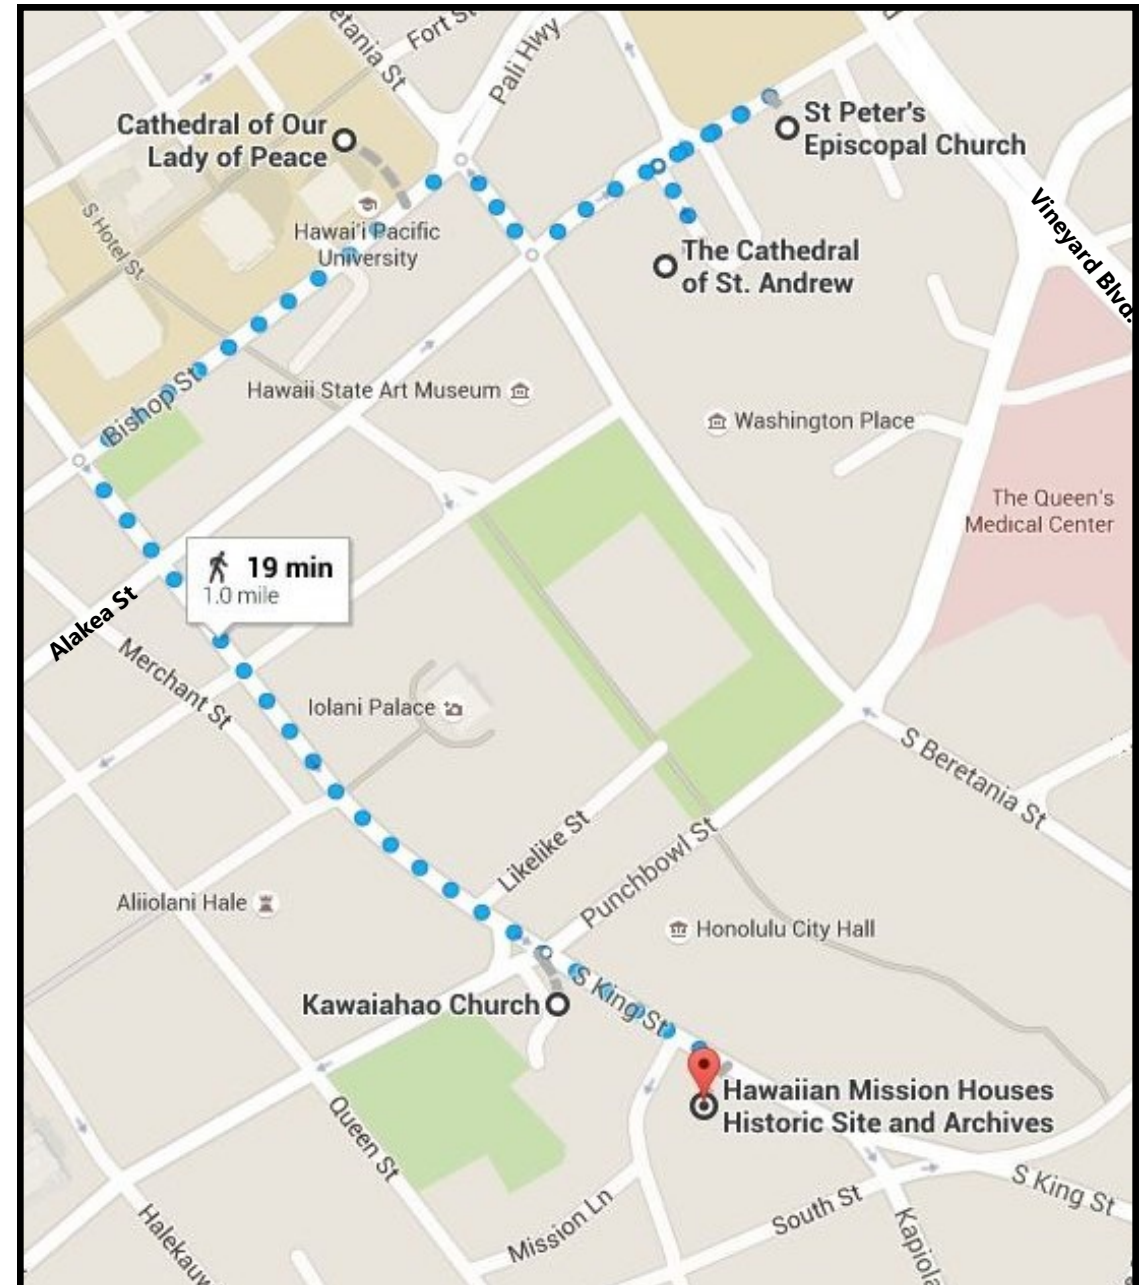 Fort St
etania St
Pali Hwy
Cathedral of Our
Lady of Peace
St Peter's
Episcopal Church
S Hotel St
Hawai'i Pacific
University
Vineyard Blvd.
The Cathedral
of St. Andrew
Bishop St
Hawaii State Art Museum
Washington Place
The Queen's
Medical Center
19 min
1.0 mile
Alakea St
Merchant St
Iolani Palace
S Beretania St
Likelike St
Punchbowl St
Aliiolani Hale
Honolulu City Hall
Kawaiahao Church
S King St
Hawaiian Mission Houses
Historic Site and Archives
Queen St
S King St
South St
Mission Ln
Halekauw
Kapiola